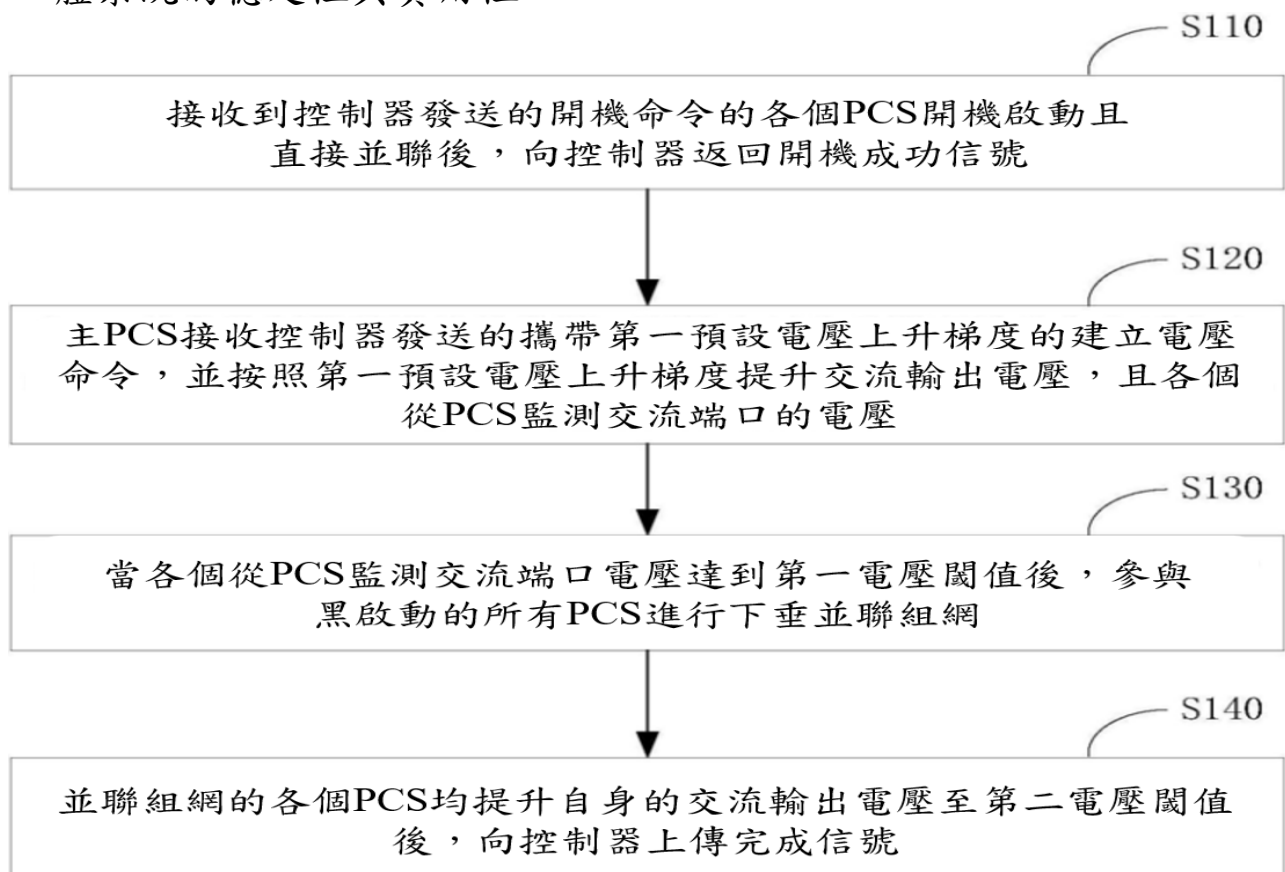 S110
接收到控制器發送的開機命令的各個PCS開機啟動且
直接並聯後，向控制器返回開機成功信號
S120
主PCS接收控制器發送的攜帶第一預設電壓上升梯度的建立電壓
命令，並按照第一預設電壓上升梯度提升交流輸出電壓，且各個
從PCS監測交流端口的電壓
S130
當各個從PCS監測交流端口電壓達到第一電壓閾值後，參與
黑啟動的所有PCS進行下垂並聯組網
S140
並聯組網的各個PCS均提升自身的交流輸出電壓至第二電壓閾值
後，向控制器上傳完成信號